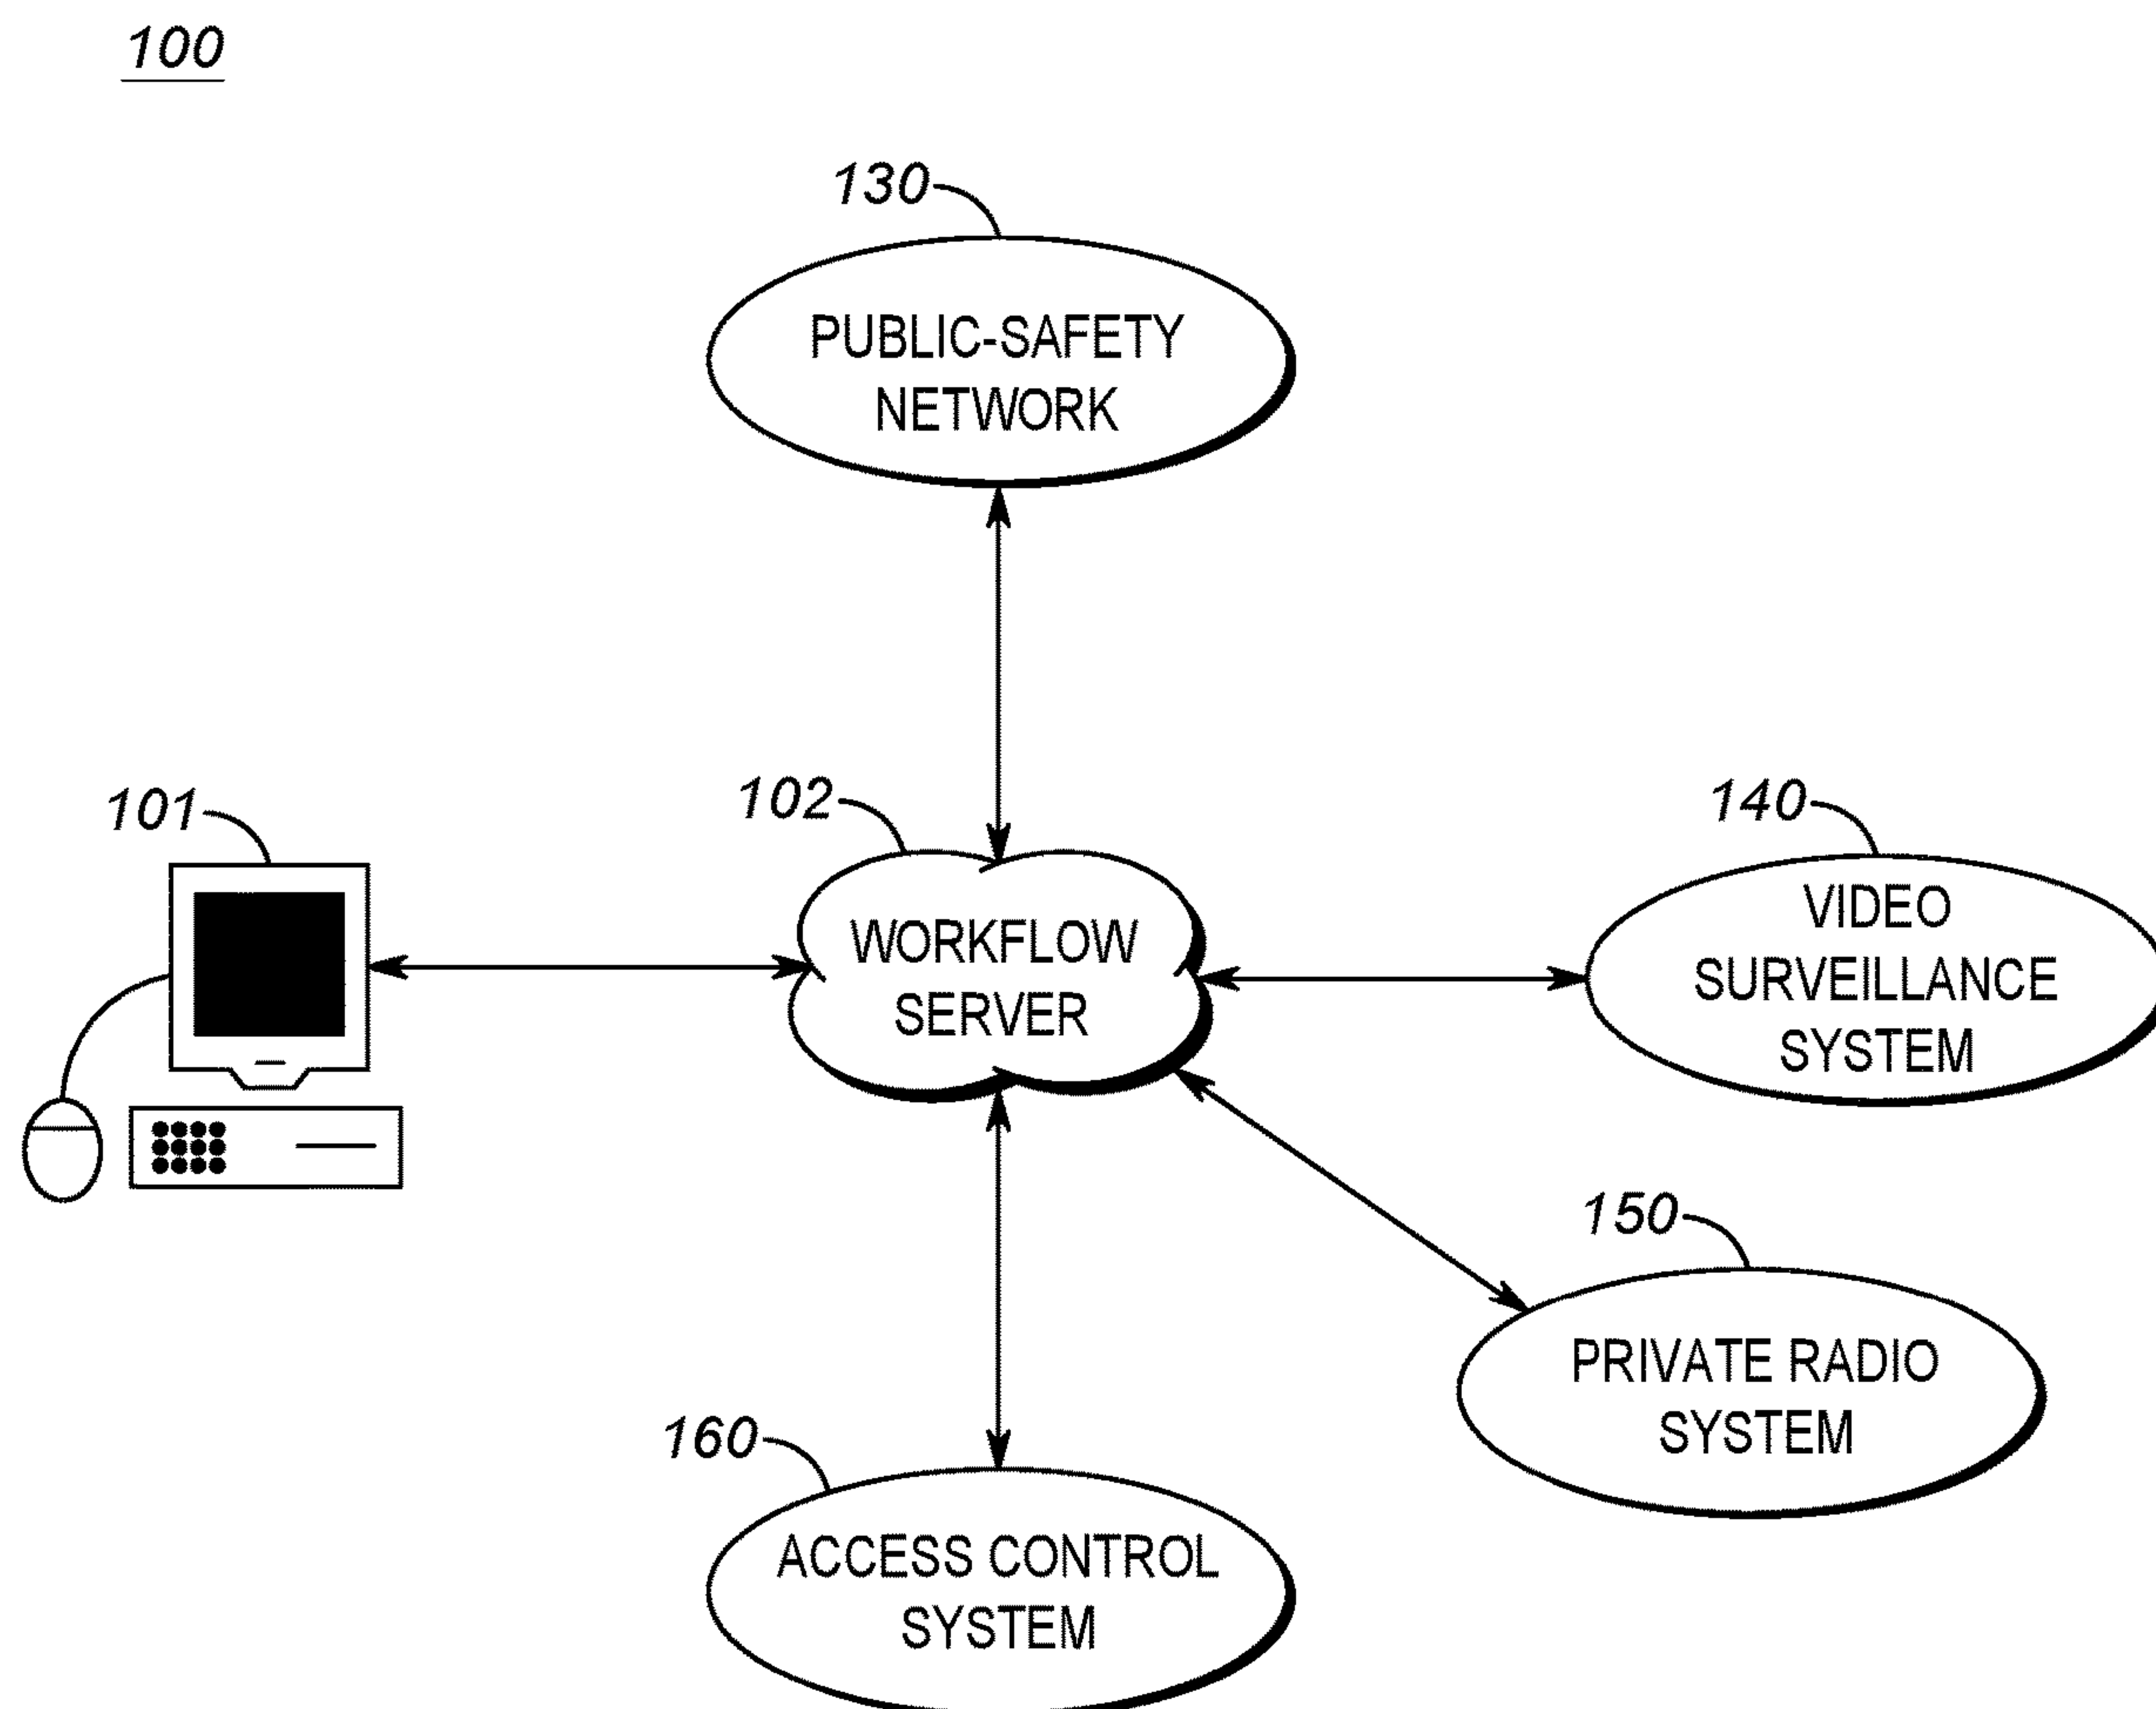 100
130
PUBLIC-SAFETY
NETWORK
101
102
WORKFLOW
SERVER
140
VIDEO
SURVEILLANCE
SYSTEM
150
PRIVATE RADIO
SYSTEM
160
ACCESS CONTROL
SYSTEM